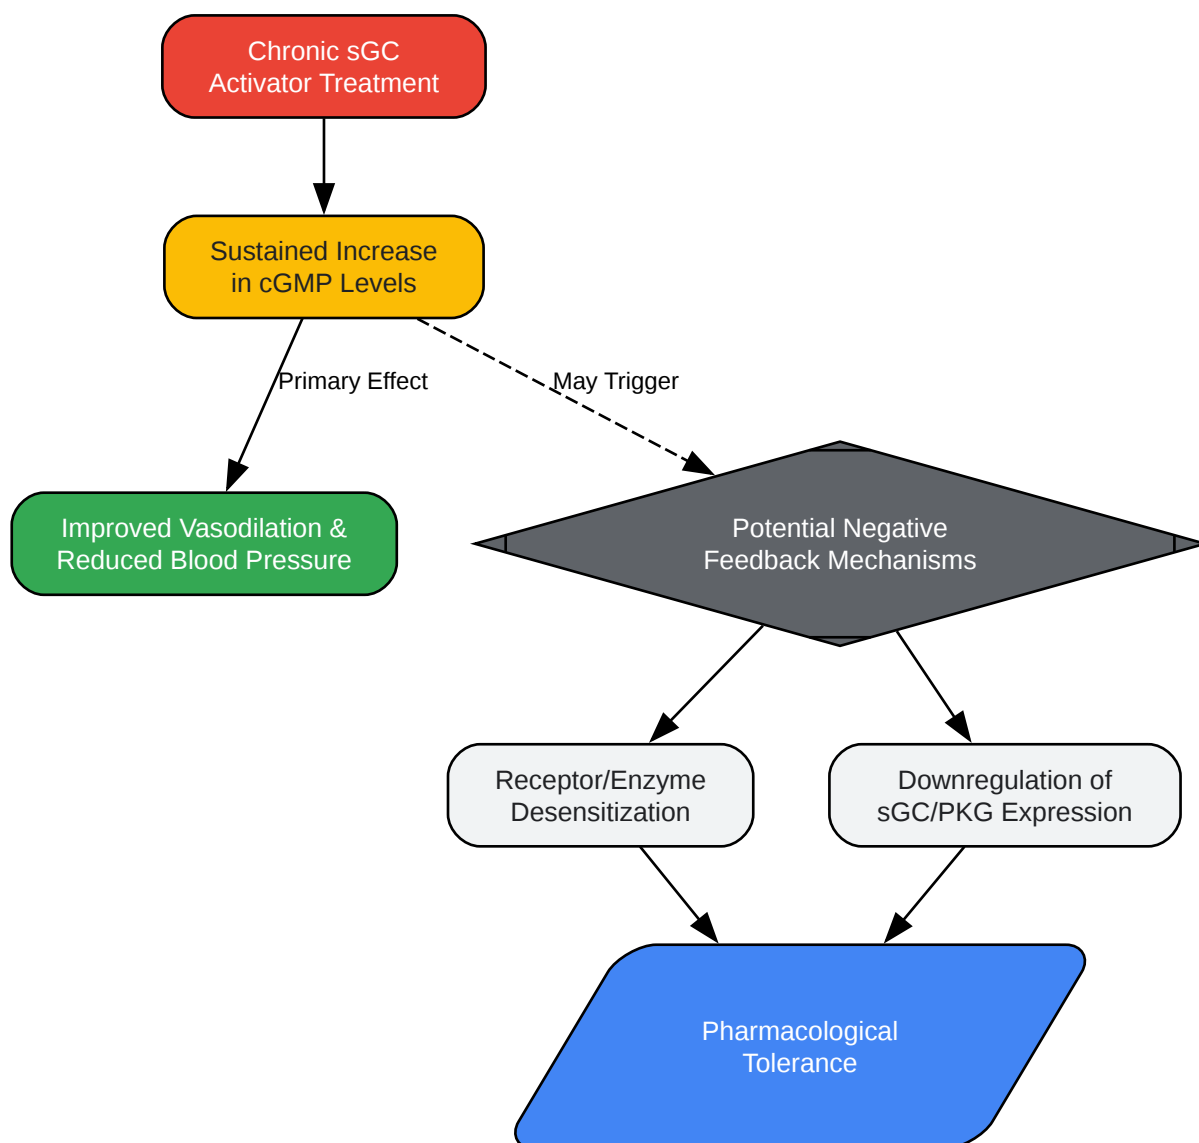 Chronic sGC
Activator Treatment
Sustained Increase
in cGMP Levels
Primary Effect
May Trigger
Improved Vasodilation &
Reduced Blood Pressure
Potential Negative
Feedback Mechanisms
Receptor/Enzyme
Desensitization
Downregulation of
sGC/PKG Expression
Pharmacological
Tolerance